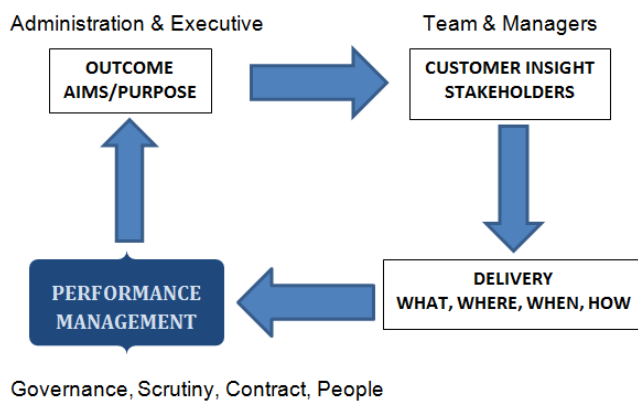 Administration & Executive
Team & Managers
OUTCOME
AIMS/PURPOSE
CUSTOMER INSIGHT
STAKEHOLDERS
PERFORMANCE
MANAGEMENT
DELIVERY
WHAT, WHERE, WHEN, HOW
Governance, Scrutiny, Contract, People